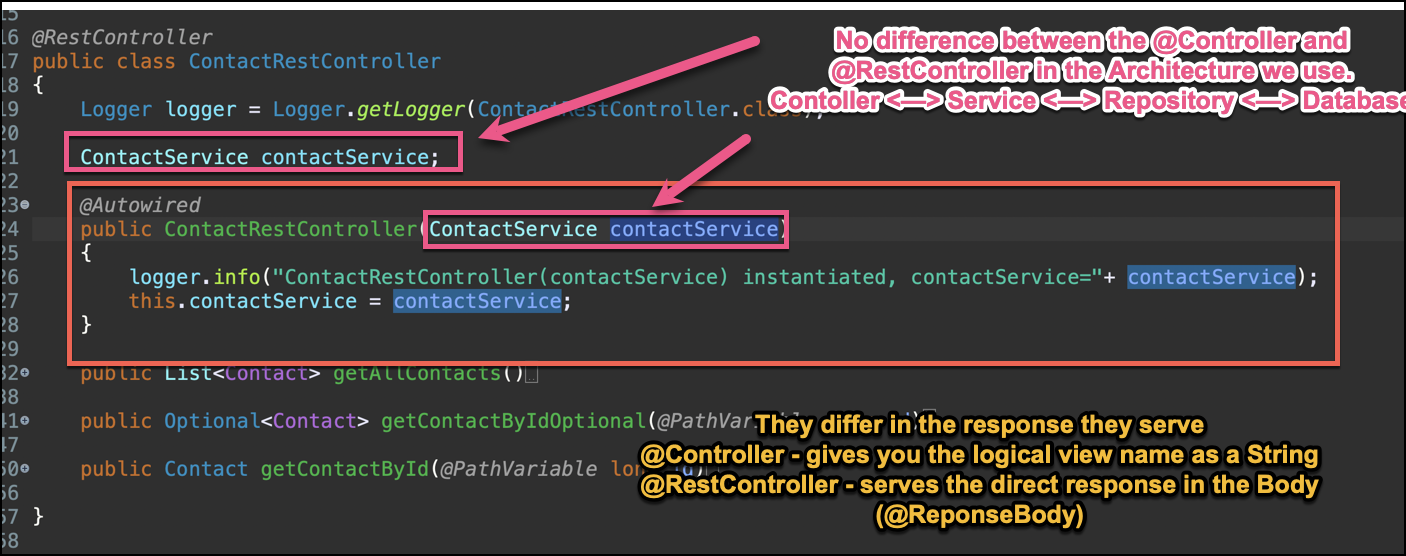 15
16 @RestController
17 public class ContactRestController
18 {
19 Logger logger = Logger.getLogger(ContactRestController.class);
20
21 ContactService contactService;
22
23 @Autowired
24 public ContactRestController(ContactService contactService)
25 {
26 logger.info("ContactRestController(contactService) instantiated, contactService="+ contactService);
27 this.contactService = contactService;
28 }
29
32 public List<Contact> getAllContacts()
38
41 public Optional<Contact> getContactByIdOptional(@PathVar
47
50 public Contact getContactById(@PathVariable lon
56
57 }
58
No difference between the @Controller and
@RestController in the Architecture we use.
Contoller <—> Service <—> Repository <—> Database
They differ in the response they serve
@Controller - gives you the logical view name as a String
@RestController - serves the direct response in the Body
(@ReponseBody)